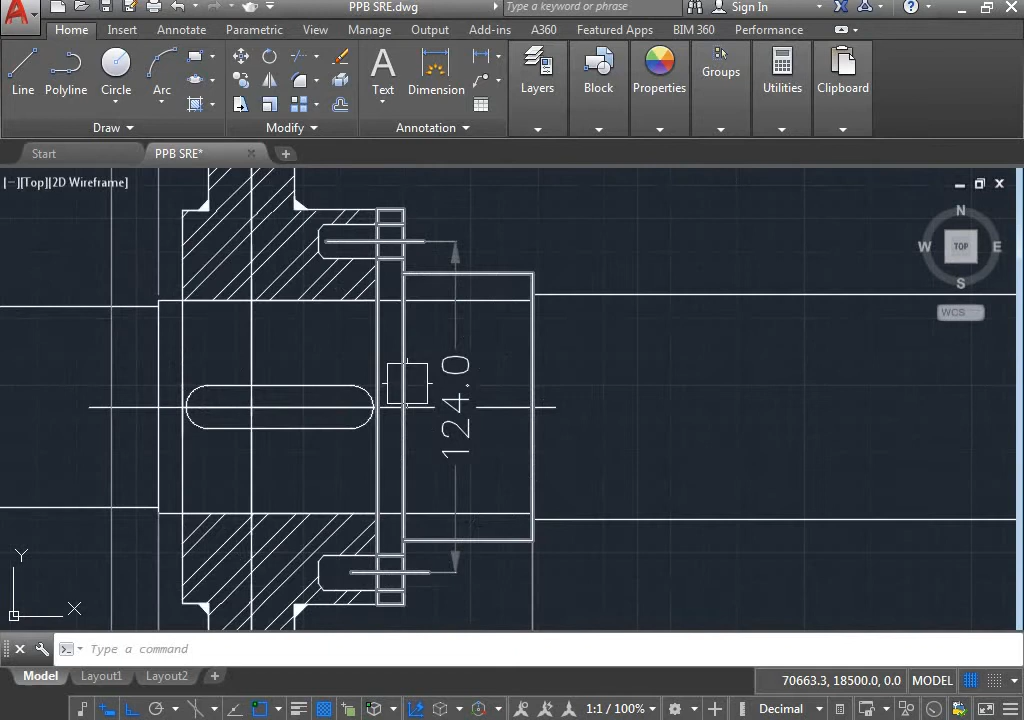 A
PPB SRE.dwg
Type a keyword or phrase
Sign In
?
Home Insert Annotate Parametric View Manage Output Add-ins A360 Featured Apps BIM 360 Performance
Line Polyline Circle Arc
A
Text Dimension
Layers Block Properties Groups Utilities Clipboard
Draw Modify Annotation
Start PPB SRE*
[−][Top][2D Wireframe]
N
W TOP E
S
WCS
124.0
Y
X
Type a command
Model Layout1 Layout2
70663.3, 18500.0, 0.0 MODEL
1:1 / 100% Decimal